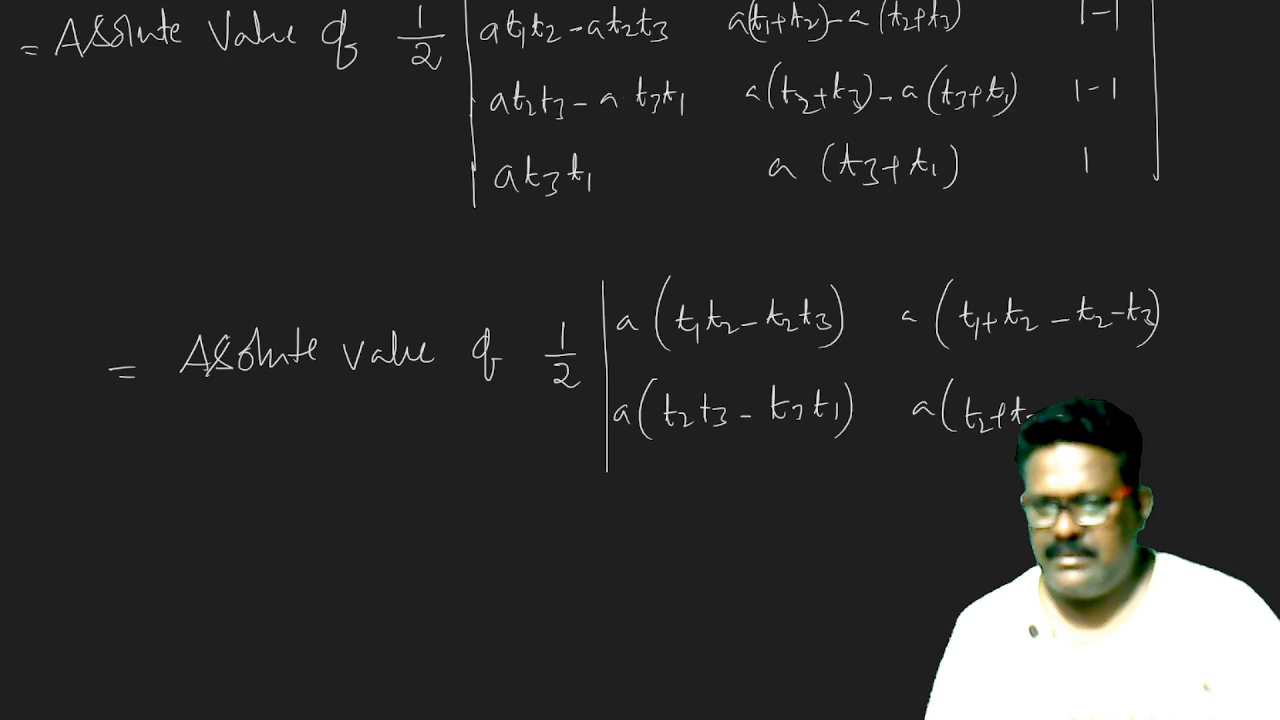 = Absolute Value of 1/2 | at1t2 - at2t3 a(t1+t2) - a(t2+t3) 1-1 |
at2t3 - a t3t1 a(t2+t3) - a(t3+t1) 1-1
at3t1 a (t3+t1) 1
= Absolute value of 1/2 | a(t1t2 - t2t3) a(t1+t2 - t2 - t3)
a(t2t3 - t3t1) a(t2+t